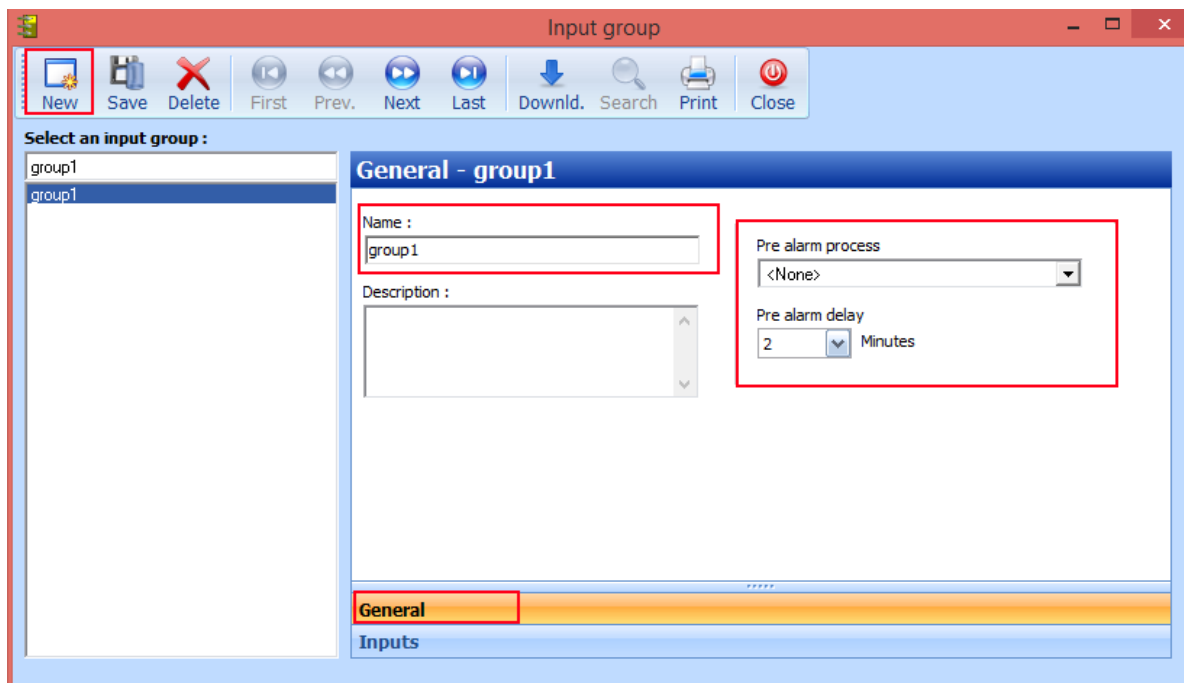 Input group
New Save Delete First Prev. Next Last Downld. Search Print Close
Select an input group :
group1
group1
General - group1
Name :
group1
Description :
Pre alarm process
<None>
Pre alarm delay
2 Minutes
General
Inputs